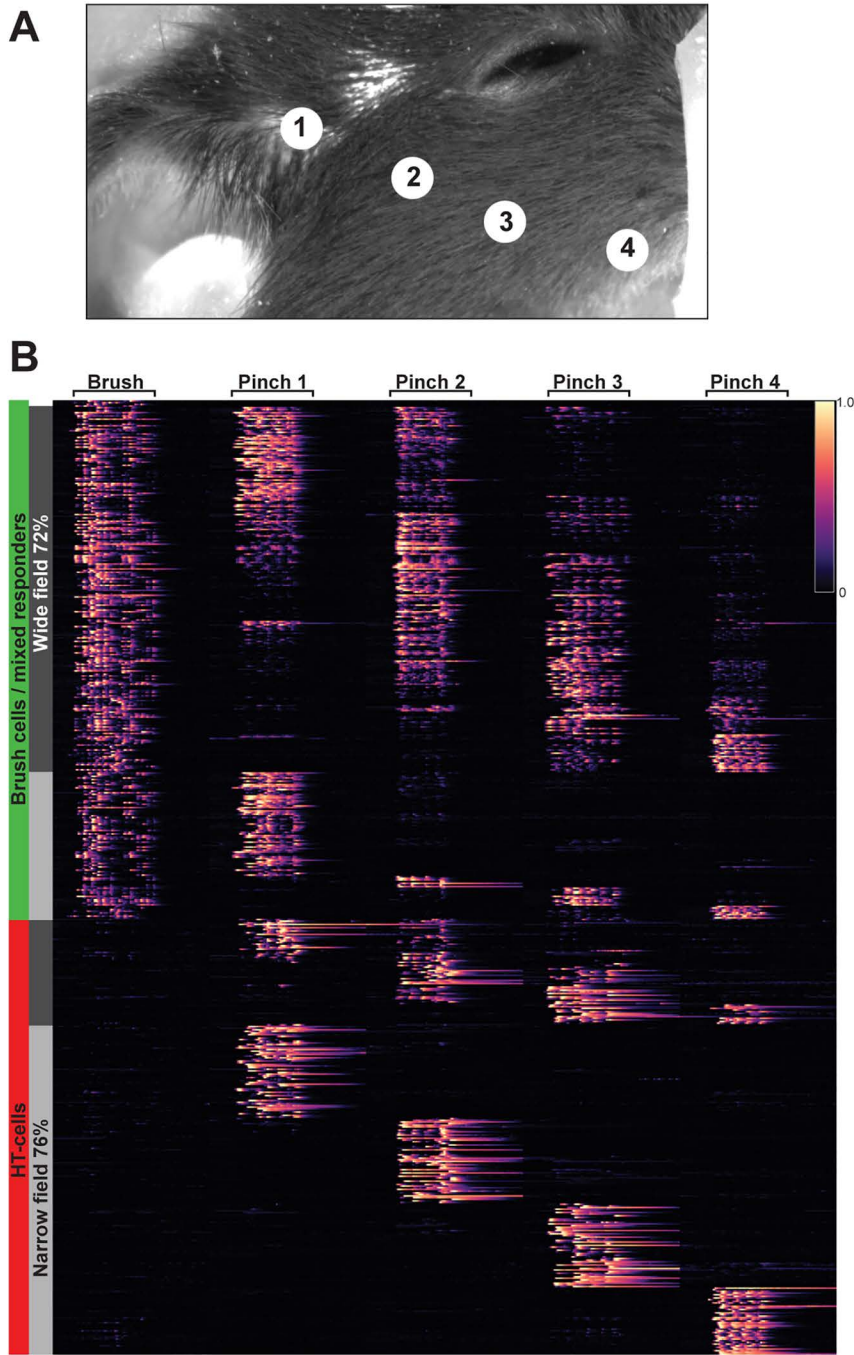 A
1
2
3
4
B
Brush
Pinch 1
Pinch 2
Pinch 3
Pinch 4
1.0
0
Brush cells / mixed responders
Wide field 72%
HT-cells
Narrow field 76%